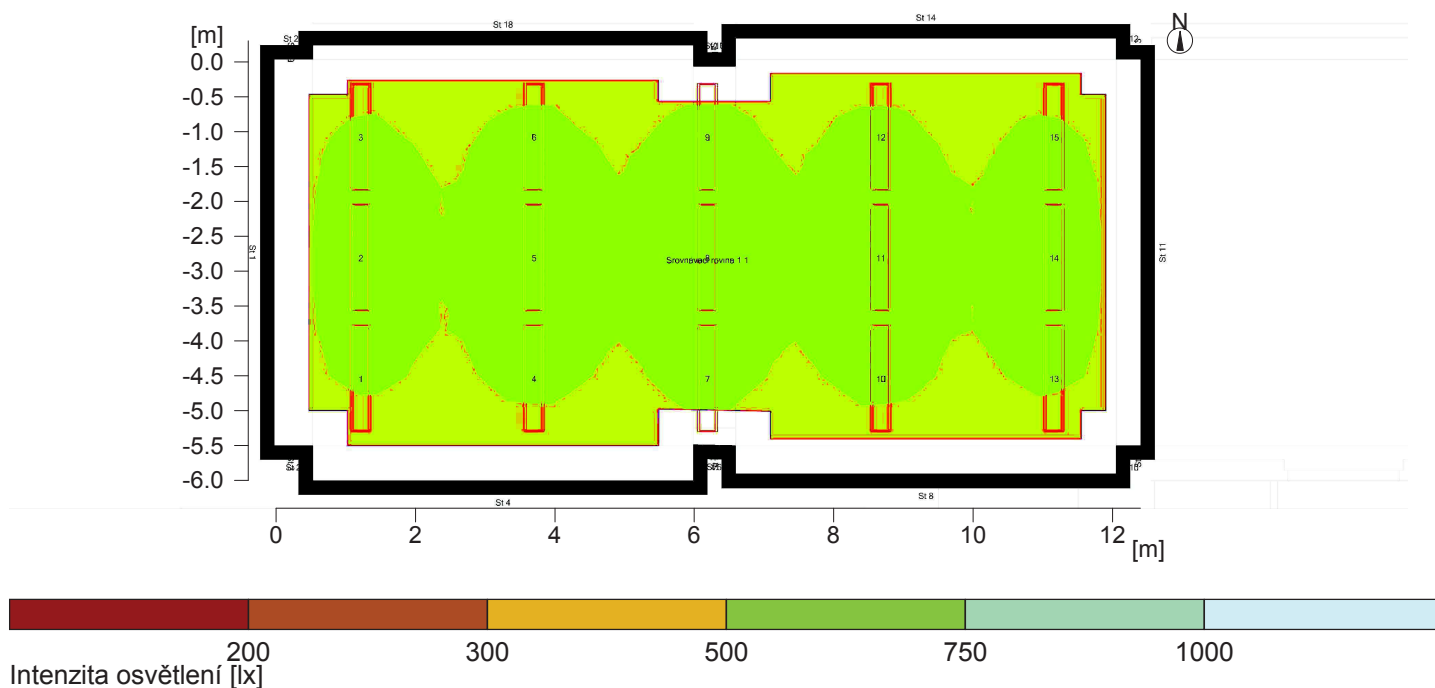 St 14
St 18
N
[m]
St 2
0.0
-0.5
-1.0
-1.5
-2.0
-2.5
-3.0
-3.5
-4.0
-4.5
-5.0
-5.5
-6.0
3 6 9 12 15
2 5 8 11 14
Srovnávací rovina 1.1
1 4 7 10 13
St 1
St 11
St 4
St 8
0 2 4 6 8 10 12
[m]
200 300 500 750 1000
Intenzita osvětlení [lx]